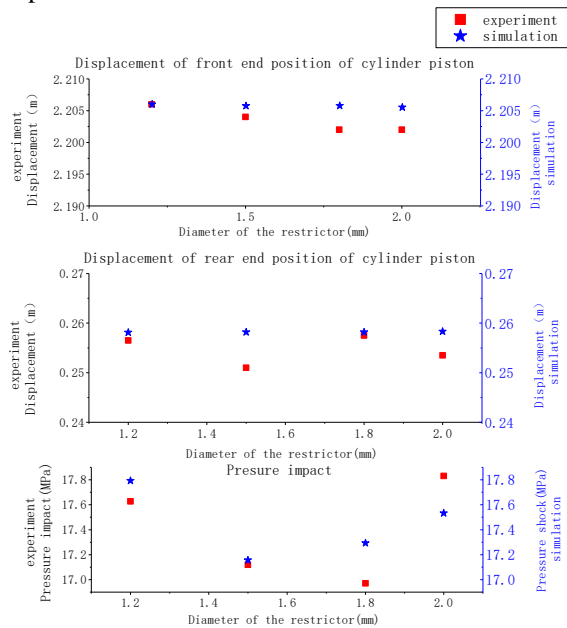 experiment
simulation
Displacement of front end position of cylinder piston
2.210
2.205
2.200
2.195
2.190
2.210
2.205
2.200
2.195
2.190
experiment
Displacement (m)
Displacement (m)
simulation
1.0 1.5 2.0
Diameter of the restrictor(mm)
Displacement of rear end position of cylinder piston
0.27
0.26
0.25
0.24
0.27
0.26
0.25
0.24
experiment
Displacement (m)
Displacement (m)
simulation
1.2 1.4 1.6 1.8 2.0
Diameter of the restrictor(mm)
Presure impact
17.8
17.6
17.4
17.2
17.0
17.8
17.6
17.4
17.2
17.0
experiment
Pressure impact(MPa)
Pressure shock(MPa)
simulation
1.2 1.4 1.6 1.8 2.0
Diameter of the restrictor(mm)